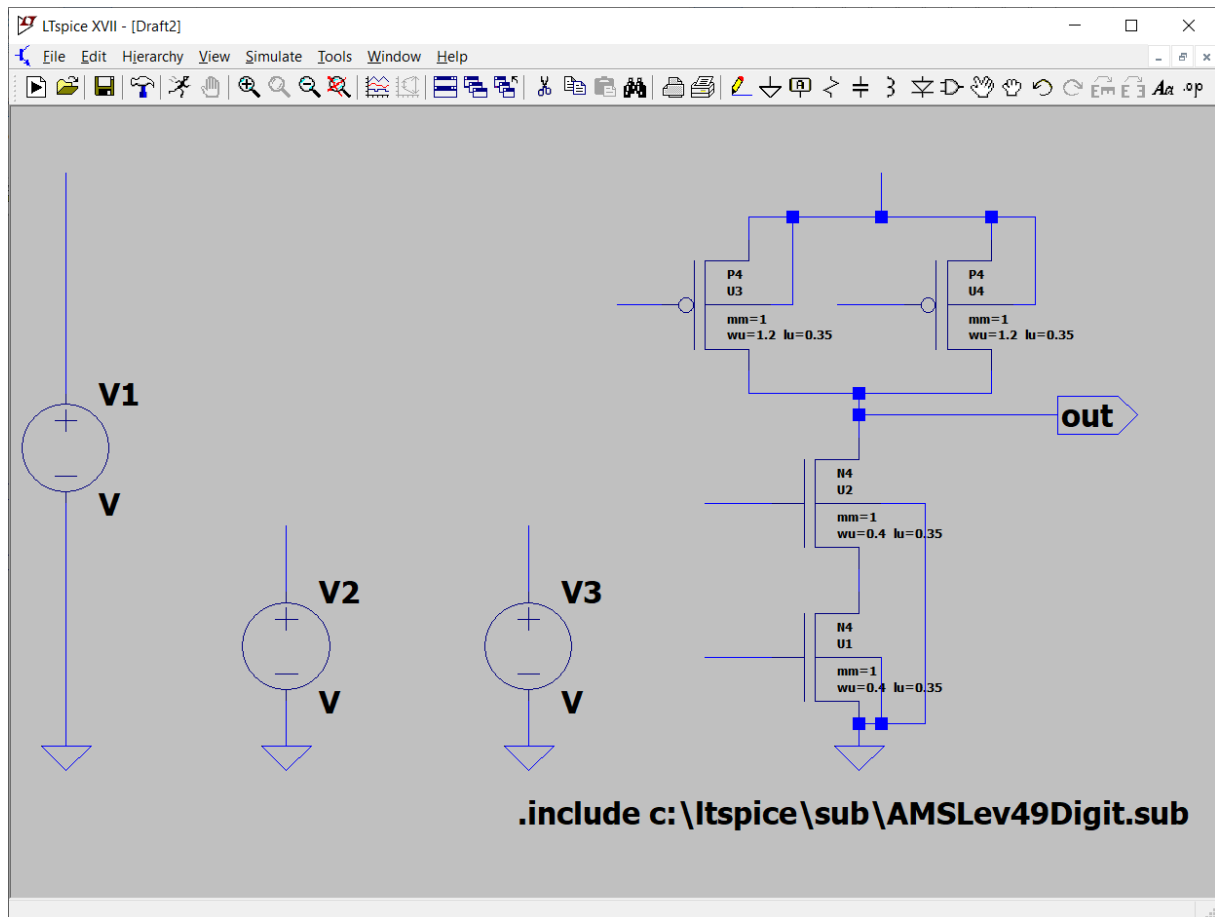 LTspice XVII - [Draft2]
File Edit Hierarchy View Simulate Tools Window Help
Aa .op
V1
V
V2
V
V3
V
P4
U3
mm=1
wu=1.2 lu=0.35
P4
U4
mm=1
wu=1.2 lu=0.35
out
N4
U2
mm=1
wu=0.4 lu=0.35
N4
U1
mm=1
wu=0.4 lu=0.35
.include c:\ltspice\sub\AMSLev49Digit.sub